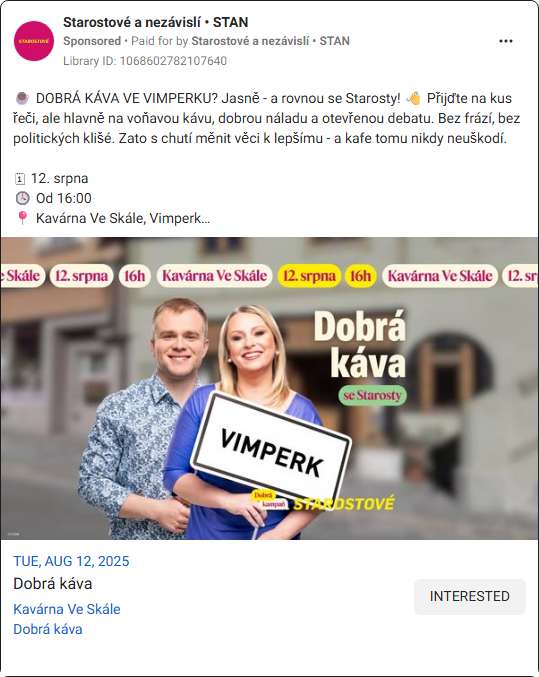 Starostové a nezávislí • STAN
Sponsored • Paid for by Starostové a nezávislí • STAN
Library ID: 1068602782107640
STAROSTOVÉ
☕ DOBRÁ KÁVA VE VIMPERKU? Jasně - a rovnou se Starosty! 👋 Přijďte na kus
řeči, ale hlavně na voňavou kávu, dobrou náladu a otevřenou debatu. Bez frází, bez
politických klišé. Zato s chutí měnit věci k lepšímu - a kafe tomu nikdy neuškodí.
🗓 12. srpna
🕓 Od 16:00
📍 Kavárna Ve Skále, Vimperk…
e Skále 12. srpna 16h Kavárna Ve Skále 12. srpna 16h Kavárna Ve Skále 12. sr
Dobrá
káva
se Starosty
VIMPERK
Dobrá
kampaň
STAROSTOVÉ
TUE, AUG 12, 2025
Dobrá káva
Kavárna Ve Skále
Dobrá káva
INTERESTED